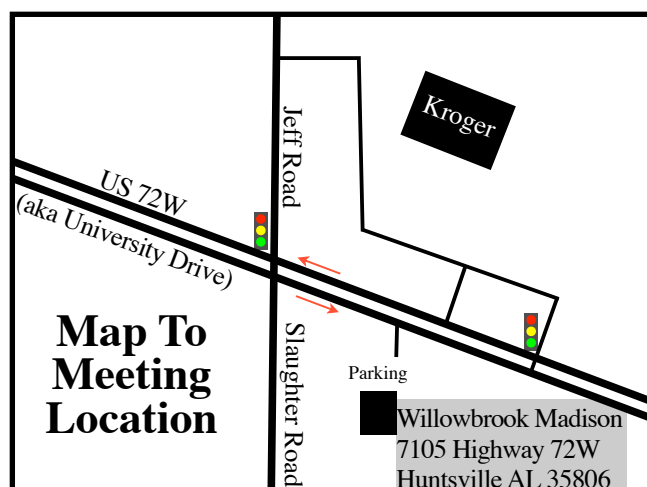 Kroger
Jeff Road
US 72W
(aka University Drive)
Map To
Meeting
Location
Slaughter Road
Parking
Willowbrook Madison
7105 Highway 72W
Huntsville AL 35806